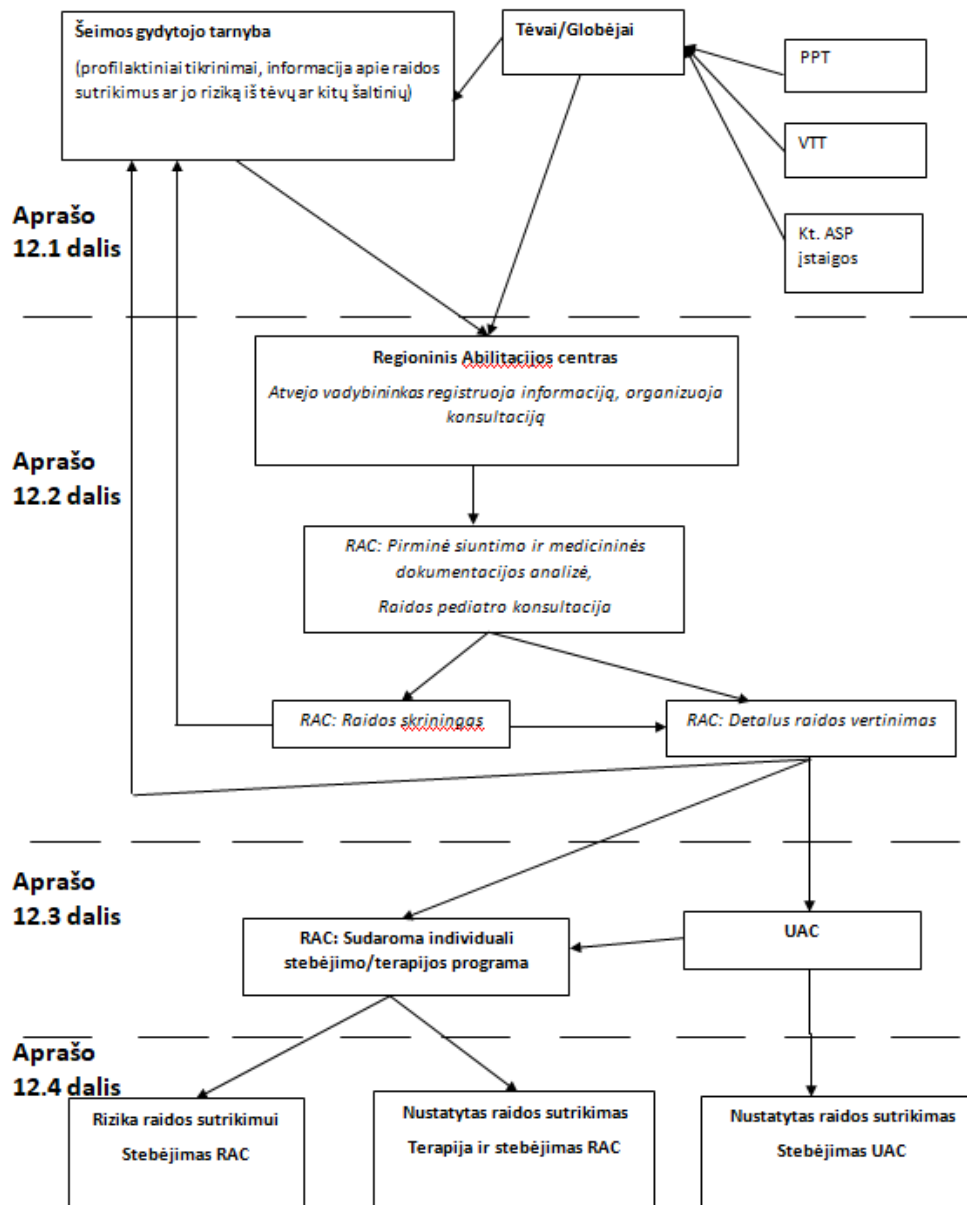 Šeimos gydytojo tarnyba
(profilaktiniai tikrinimai, informacija apie raidos
sutrikimus ar jo riziką iš tėvų ar kitų šaltinių)
Tėvai/Globėjai
PPT
VTT
Kt. ASP
įstaigos
Aprašo
12.1 dalis
Regioninis Abilitacijos centras
Atvejo vadybininkas registruoja informaciją, organizuoja
konsultaciją
Aprašo
12.2 dalis
RAC: Pirminė siuntimo ir medicininės
dokumentacijos analizė,
Raidos pediatro konsultacija
RAC: Raidos skriningas
RAC: Detalus raidos vertinimas
Aprašo
12.3 dalis
RAC: Sudaroma individuali
stebėjimo/terapijos programa
UAC
Aprašo
12.4 dalis
Rizika raidos sutrikimui
Stebėjimas RAC
Nustatytas raidos sutrikimas
Terapija ir stebėjimas RAC
Nustatytas raidos sutrikimas
Stebėjimas UAC